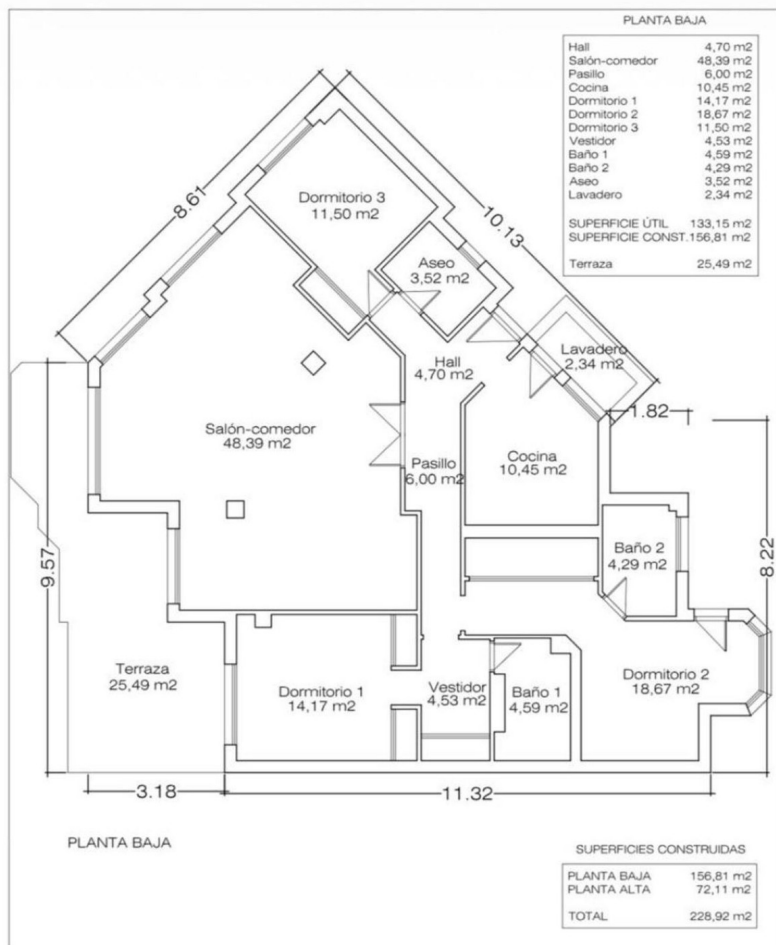 PLANTA BAJA
Hall 4,70 m2
Salón-comedor 48,39 m2
Pasillo 6,00 m2
Cocina 10,45 m2
Dormitorio 1 14,17 m2
Dormitorio 2 18,67 m2
Dormitorio 3 11,50 m2
Vestidor 4,53 m2
Baño 1 4,59 m2
Baño 2 4,29 m2
Aseo 3,52 m2
Lavadero 2,34 m2
SUPERFICIE ÚTIL 133,15 m2
SUPERFICIE CONST.156,81 m2
Terraza 25,49 m2
8.61
10.13
Dormitorio 3
11,50 m2
Aseo
3,52 m2
Hall
4,70 m2
Lavadero
2,34 m2
1.82
Salón-comedor
48,39 m2
Pasillo
6,00 m2
Cocina
10,45 m2
Baño 2
4,29 m2
9.57
8.22
Terraza
25,49 m2
Dormitorio 1
14,17 m2
Vestidor
4,53 m2
Baño 1
4,59 m2
Dormitorio 2
18,67 m2
3.18
11.32
PLANTA BAJA
SUPERFICIES CONSTRUIDAS
PLANTA BAJA 156,81 m2
PLANTA ALTA 72,11 m2
TOTAL 228,92 m2